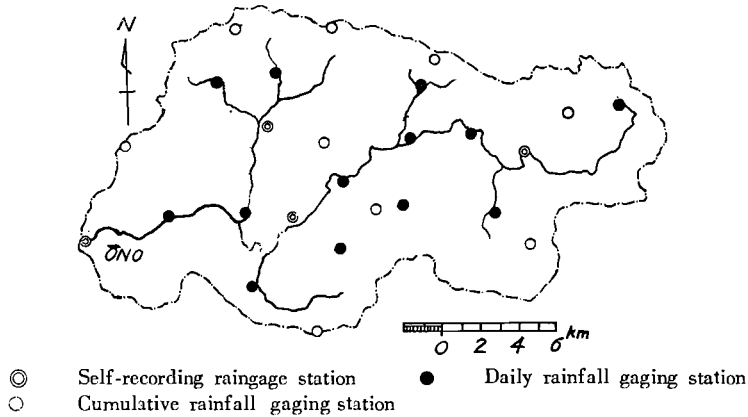 N
ŌNO
0 2 4 6 km
Self-recording raingage station
Daily rainfall gaging station
Cumulative rainfall gaging station